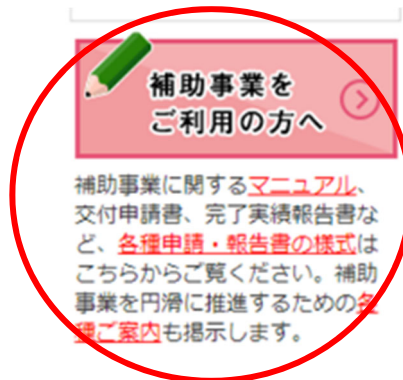 補助事業を
ご利用の方へ
補助事業に関するマニュアル、
交付申請書、完了実績報告書な
ど、各種申請・報告書の様式は
こちらからご覧ください。補助
事業を円滑に推進するための各
種ご案内も掲示します。